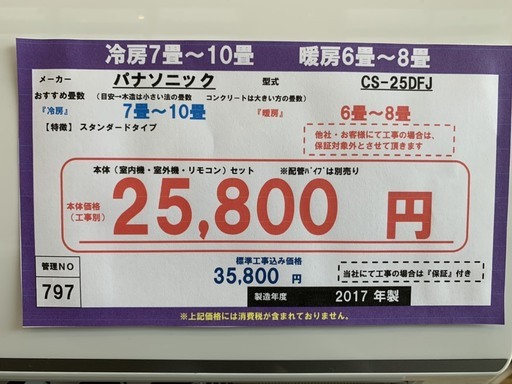 冷房7畳～10畳　暖房6畳～8畳
メーカー　パナソニック　型式　CS-25DFJ
おすすめ畳数　(目安→木造は小さい法の畳数　コンクリートは大きい方の畳数)
『冷房』　7畳～10畳　『暖房』　6畳～8畳
【特徴】スタンダードタイプ
他社・お客様にて工事の場合は、
保証対象外とさせて頂きます
本体（室内機・室外機・リモコン）セット　※配管ﾊﾟｲﾌﾟは別売り
本体価格
(工事別)
25,800 円
標準工事込み価格
35,800 円
管理NO
797
当社にて工事の場合は『保証』付き
製造年度　2017 年製
※上記価格には消費税が含まれておりません。